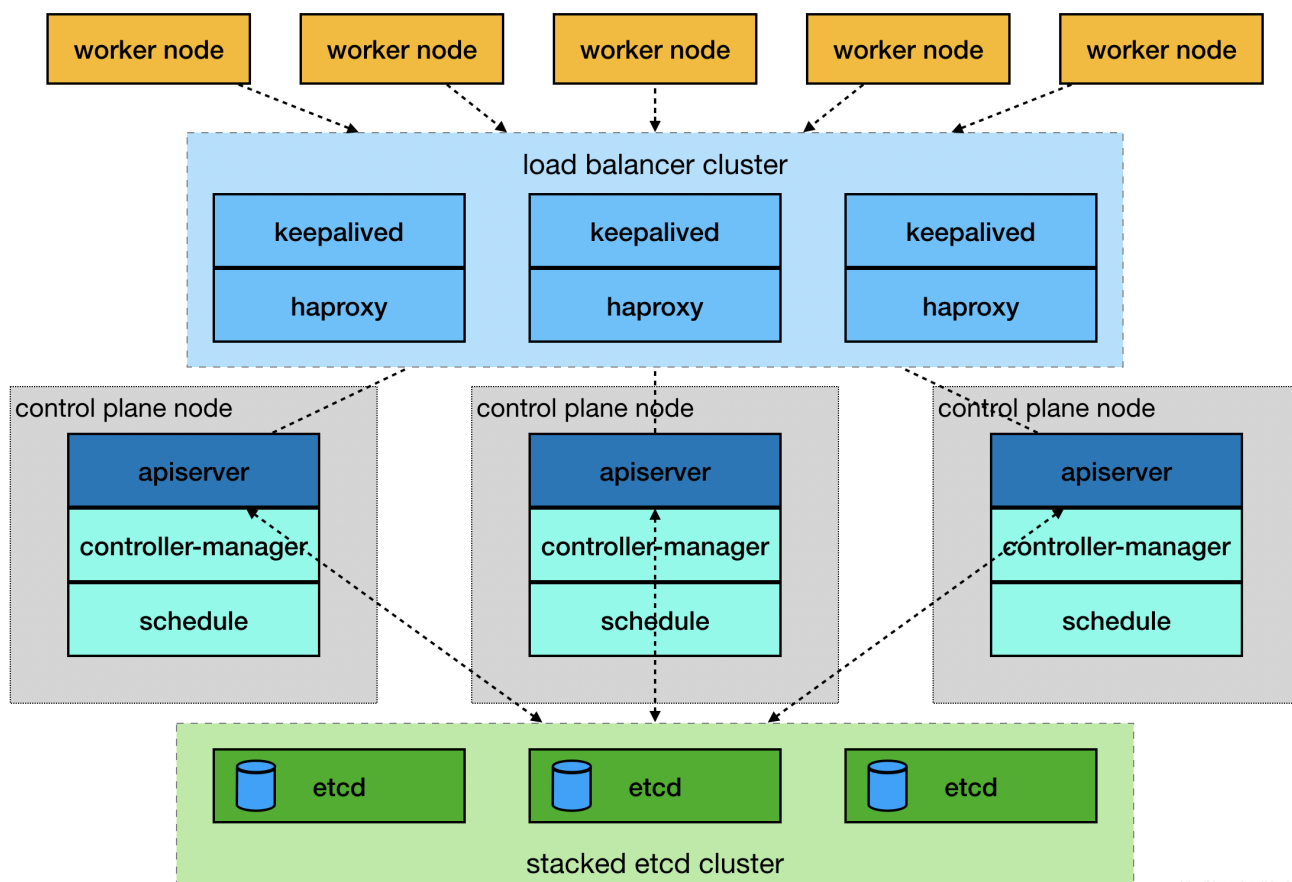 worker node
worker node
worker node
worker node
worker node
load balancer cluster
keepalived
keepalived
keepalived
haproxy
haproxy
haproxy
control plane node
control plane node
control plane node
apiserver
apiserver
apiserver
controller-manager
controller-manager
controller-manager
schedule
schedule
schedule
etcd
etcd
etcd
stacked etcd cluster